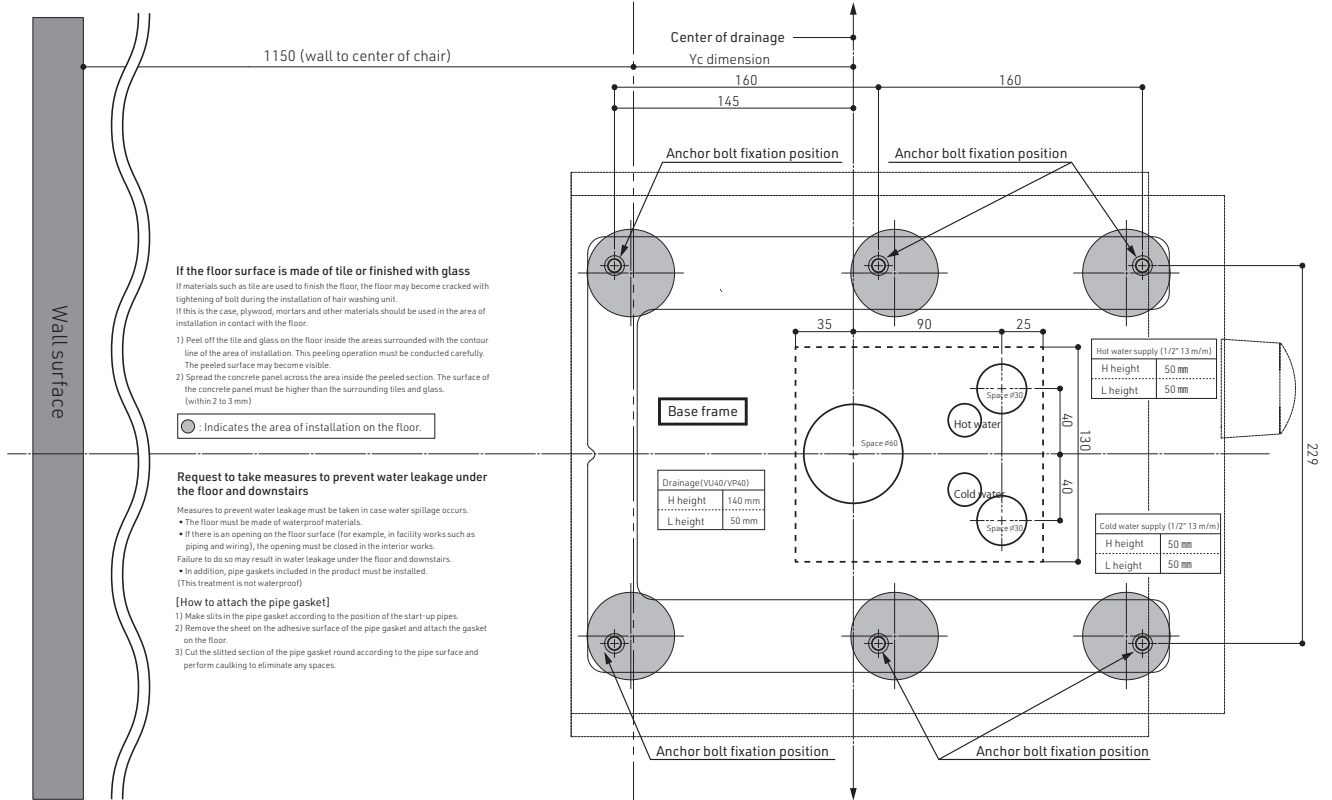 Center of drainage
1150 (wall to center of chair)
Yc dimension
160
160
145
Anchor bolt fixation position
Anchor bolt fixation position
Wall surface
If the floor surface is made of tile or finished with glass
If materials such as tile are used to finish the floor, the floor may become cracked with
tightening of bolt during the installation of hair washing unit.
If this is the case, plywood, mortars and other materials should be used in the area of
installation in contact with the floor.
1) Peel off the tile and glass on the floor inside the areas surrounded with the contour
line of the area of installation. This peeling operation must be conducted carefully.
The peeled surface may become visible.
2) Spread the concrete panel across the area inside the peeled section. The surface of
the concrete panel must be higher than the surrounding tiles and glass.
(within 2 to 3 mm)
: Indicates the area of installation on the floor.
Request to take measures to prevent water leakage under
the floor and downstairs
Measures to prevent water leakage must be taken in case water spillage occurs.
• The floor must be made of waterproof materials.
• If there is an opening on the floor surface (for example, in facility works such as
piping and wiring), the opening must be closed in the interior works.
Failure to do so may result in water leakage under the floor and downstairs.
• In addition, pipe gaskets included in the product must be installed.
(This treatment is not waterproof)
[How to attach the pipe gasket]
1) Make slits in the pipe gasket according to the position of the start-up pipes.
2) Remove the sheet on the adhesive surface of the pipe gasket and attach the gasket
on the floor.
3) Cut the slitted section of the pipe gasket round according to the pipe surface and
perform caulking to eliminate any spaces.
35
90
25
Base frame
Space Ø60
Space Ø30
Hot water
Cold water
Space Ø30
40
40
130
229
Hot water supply (1/2" 13 m/m)
H height 50 mm
L height 50 mm
Drainage(VU40/VP40)
H height 140 mm
L height 50 mm
Cold water supply (1/2" 13 m/m)
H height 50 mm
L height 50 mm
Anchor bolt fixation position
Anchor bolt fixation position